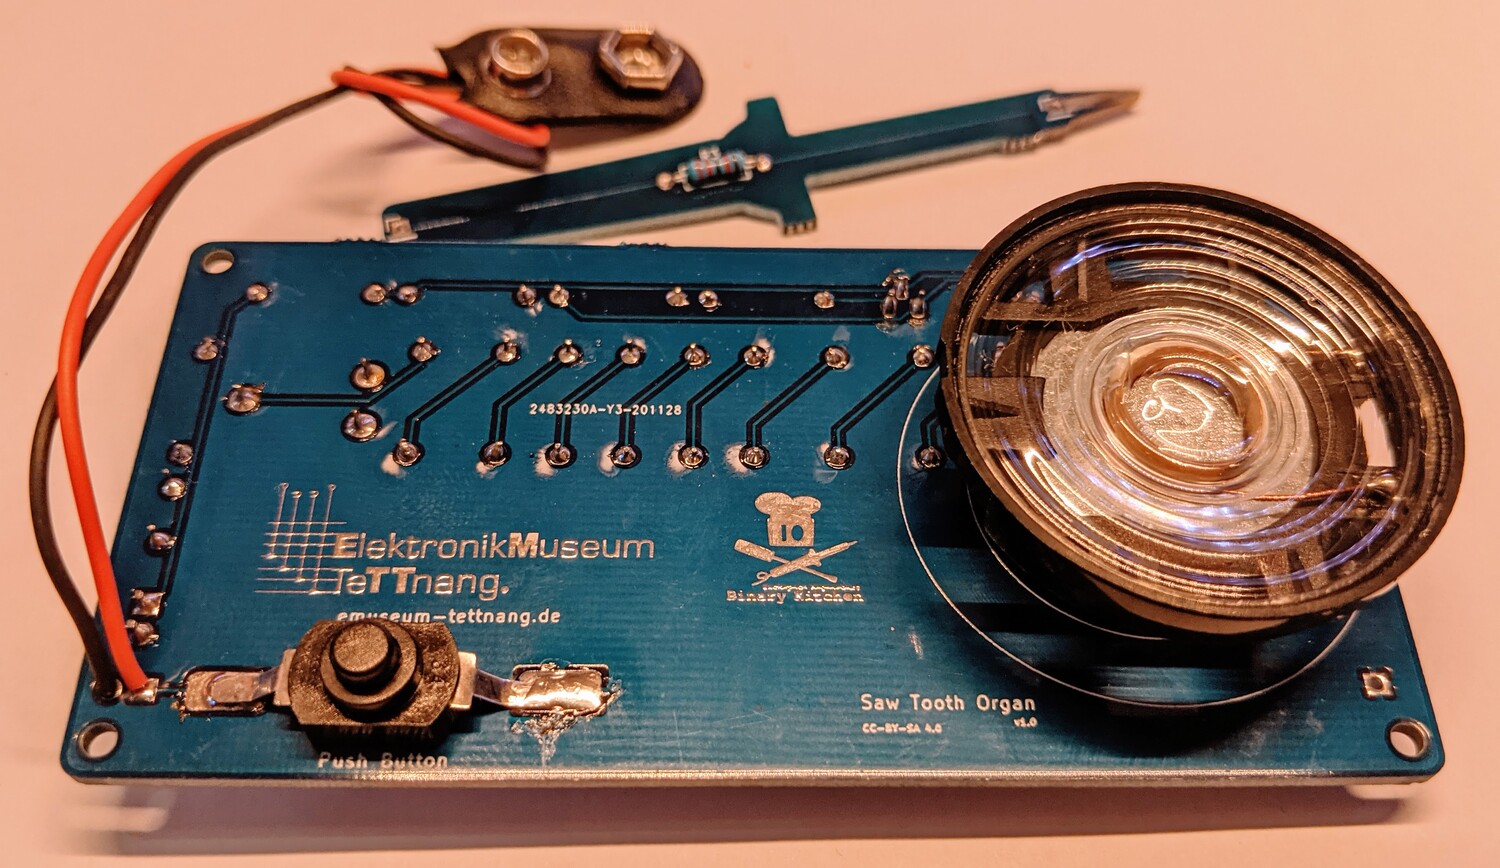 2483230A-Y3-201128
ElektronikMuseum
TeTTnang.
emuseum-tettnang.de
IO
Binary Kitchen
Saw Tooth Organ
v1.0
CC-BY-SA 4.0
Push Button